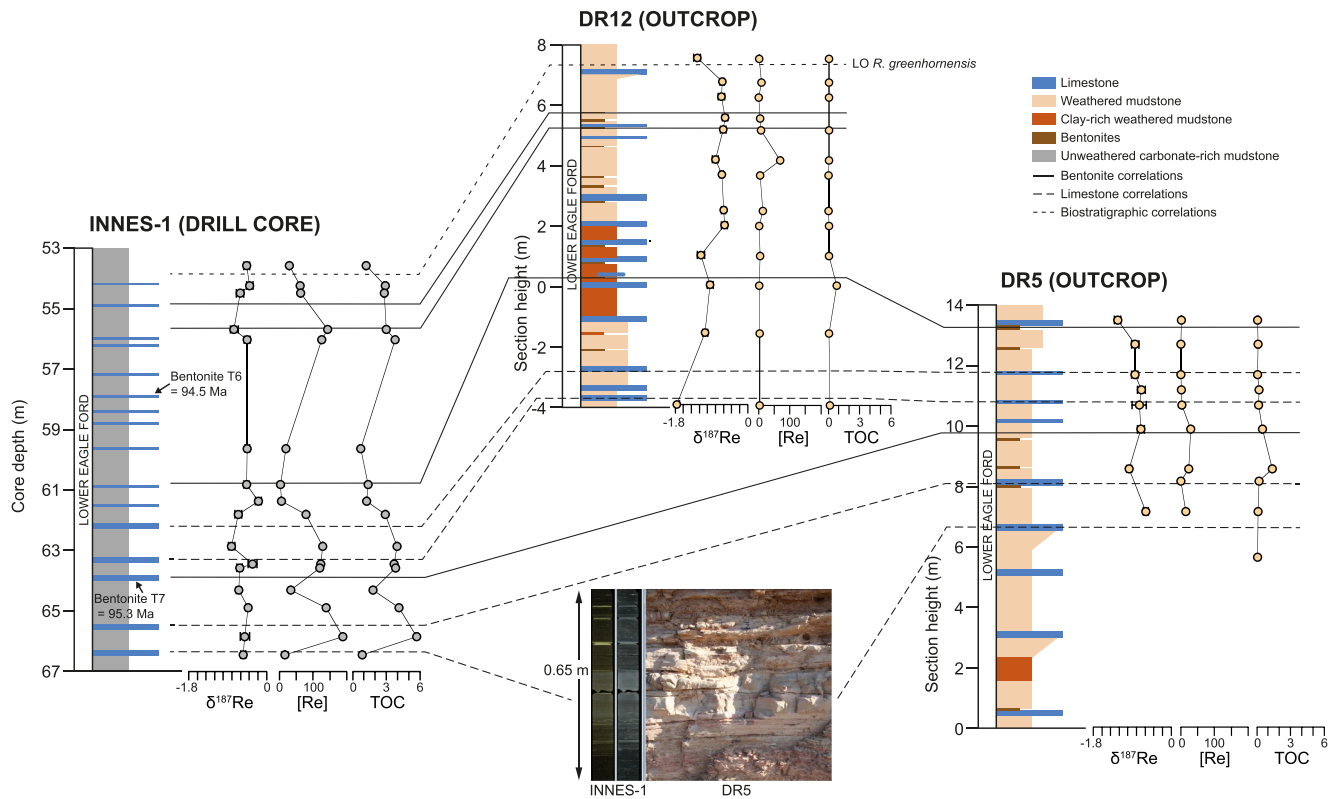 DR12 (OUTCROP)
8
6
4
2
0
-2
-4
Section height (m)
LOWER EAGLE FORD
LO R. greenhornensis
-1.8
0
0
100
0
3
6
δ¹⁸⁷Re
[Re]
TOC
Limestone
Weathered mudstone
Clay-rich weathered mudstone
Bentonites
Unweathered carbonate-rich mudstone
Bentonite correlations
Limestone correlations
Biostratigraphic correlations
INNES-1 (DRILL CORE)
53
55
57
59
61
63
65
67
Core depth (m)
LOWER EAGLE FORD
Bentonite T6
= 94.5 Ma
Bentonite T7
= 95.3 Ma
-1.8
0
0
100
0
3
6
δ¹⁸⁷Re
[Re]
TOC
DR5 (OUTCROP)
14
12
10
8
6
4
2
0
Section height (m)
LOWER EAGLE FORD
-1.8
0
0
100
0
3
6
δ¹⁸⁷Re
[Re]
TOC
0.65 m
INNES-1
DR5